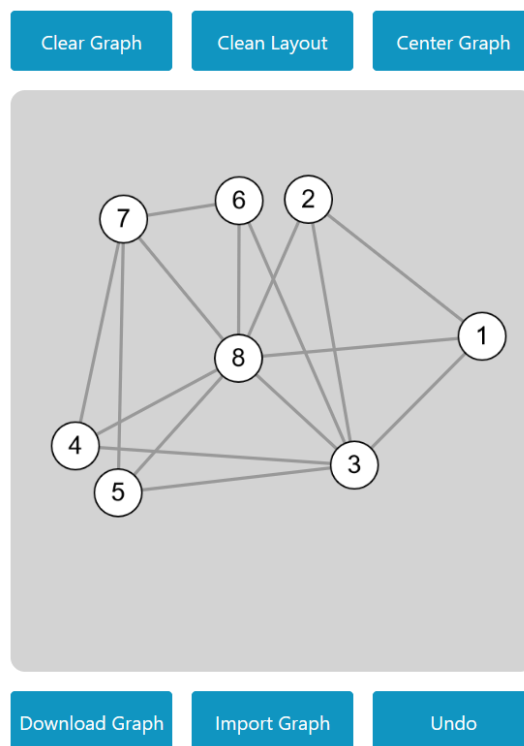 Clear Graph
Clean Layout
Center Graph
7
6
2
8
1
4
5
3
Download Graph
Import Graph
Undo